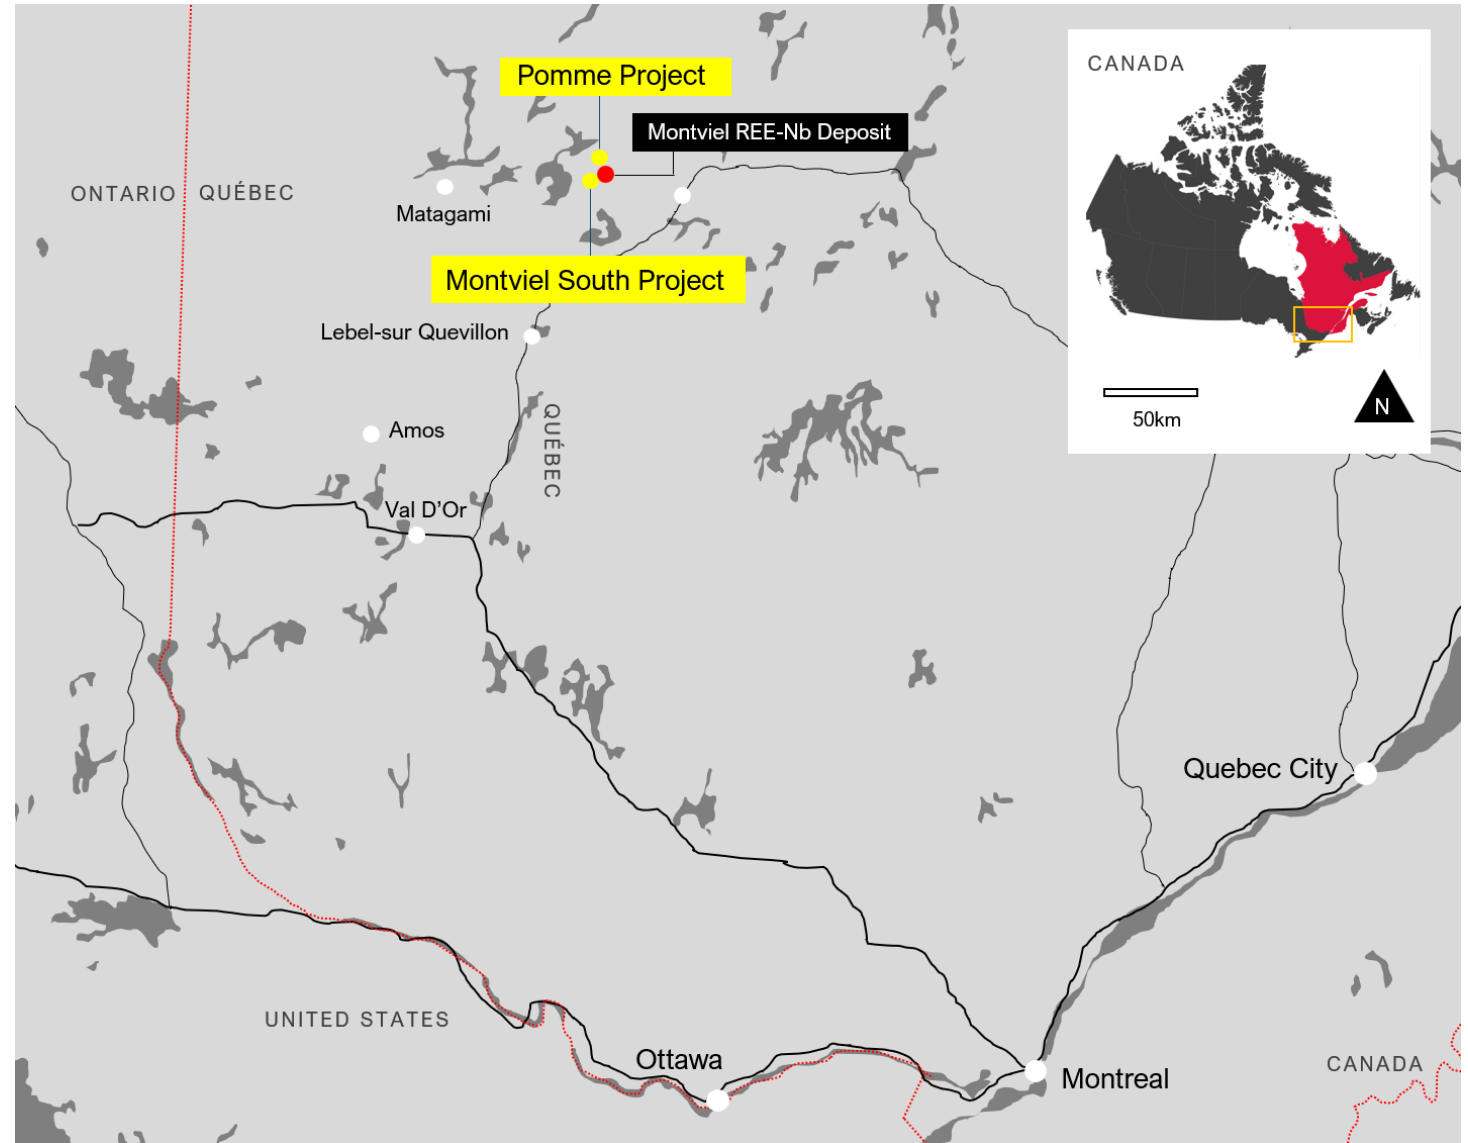 CANADA
Pomme Project
Montviel REE-Nb Deposit
ONTARIO
QUÉBEC
Matagami
Montviel South Project
Lebel-sur Quevillon
N
50km
QUÉBEC
Amos
Val D'Or
Quebec City
UNITED STATES
Ottawa
CANADA
Montreal